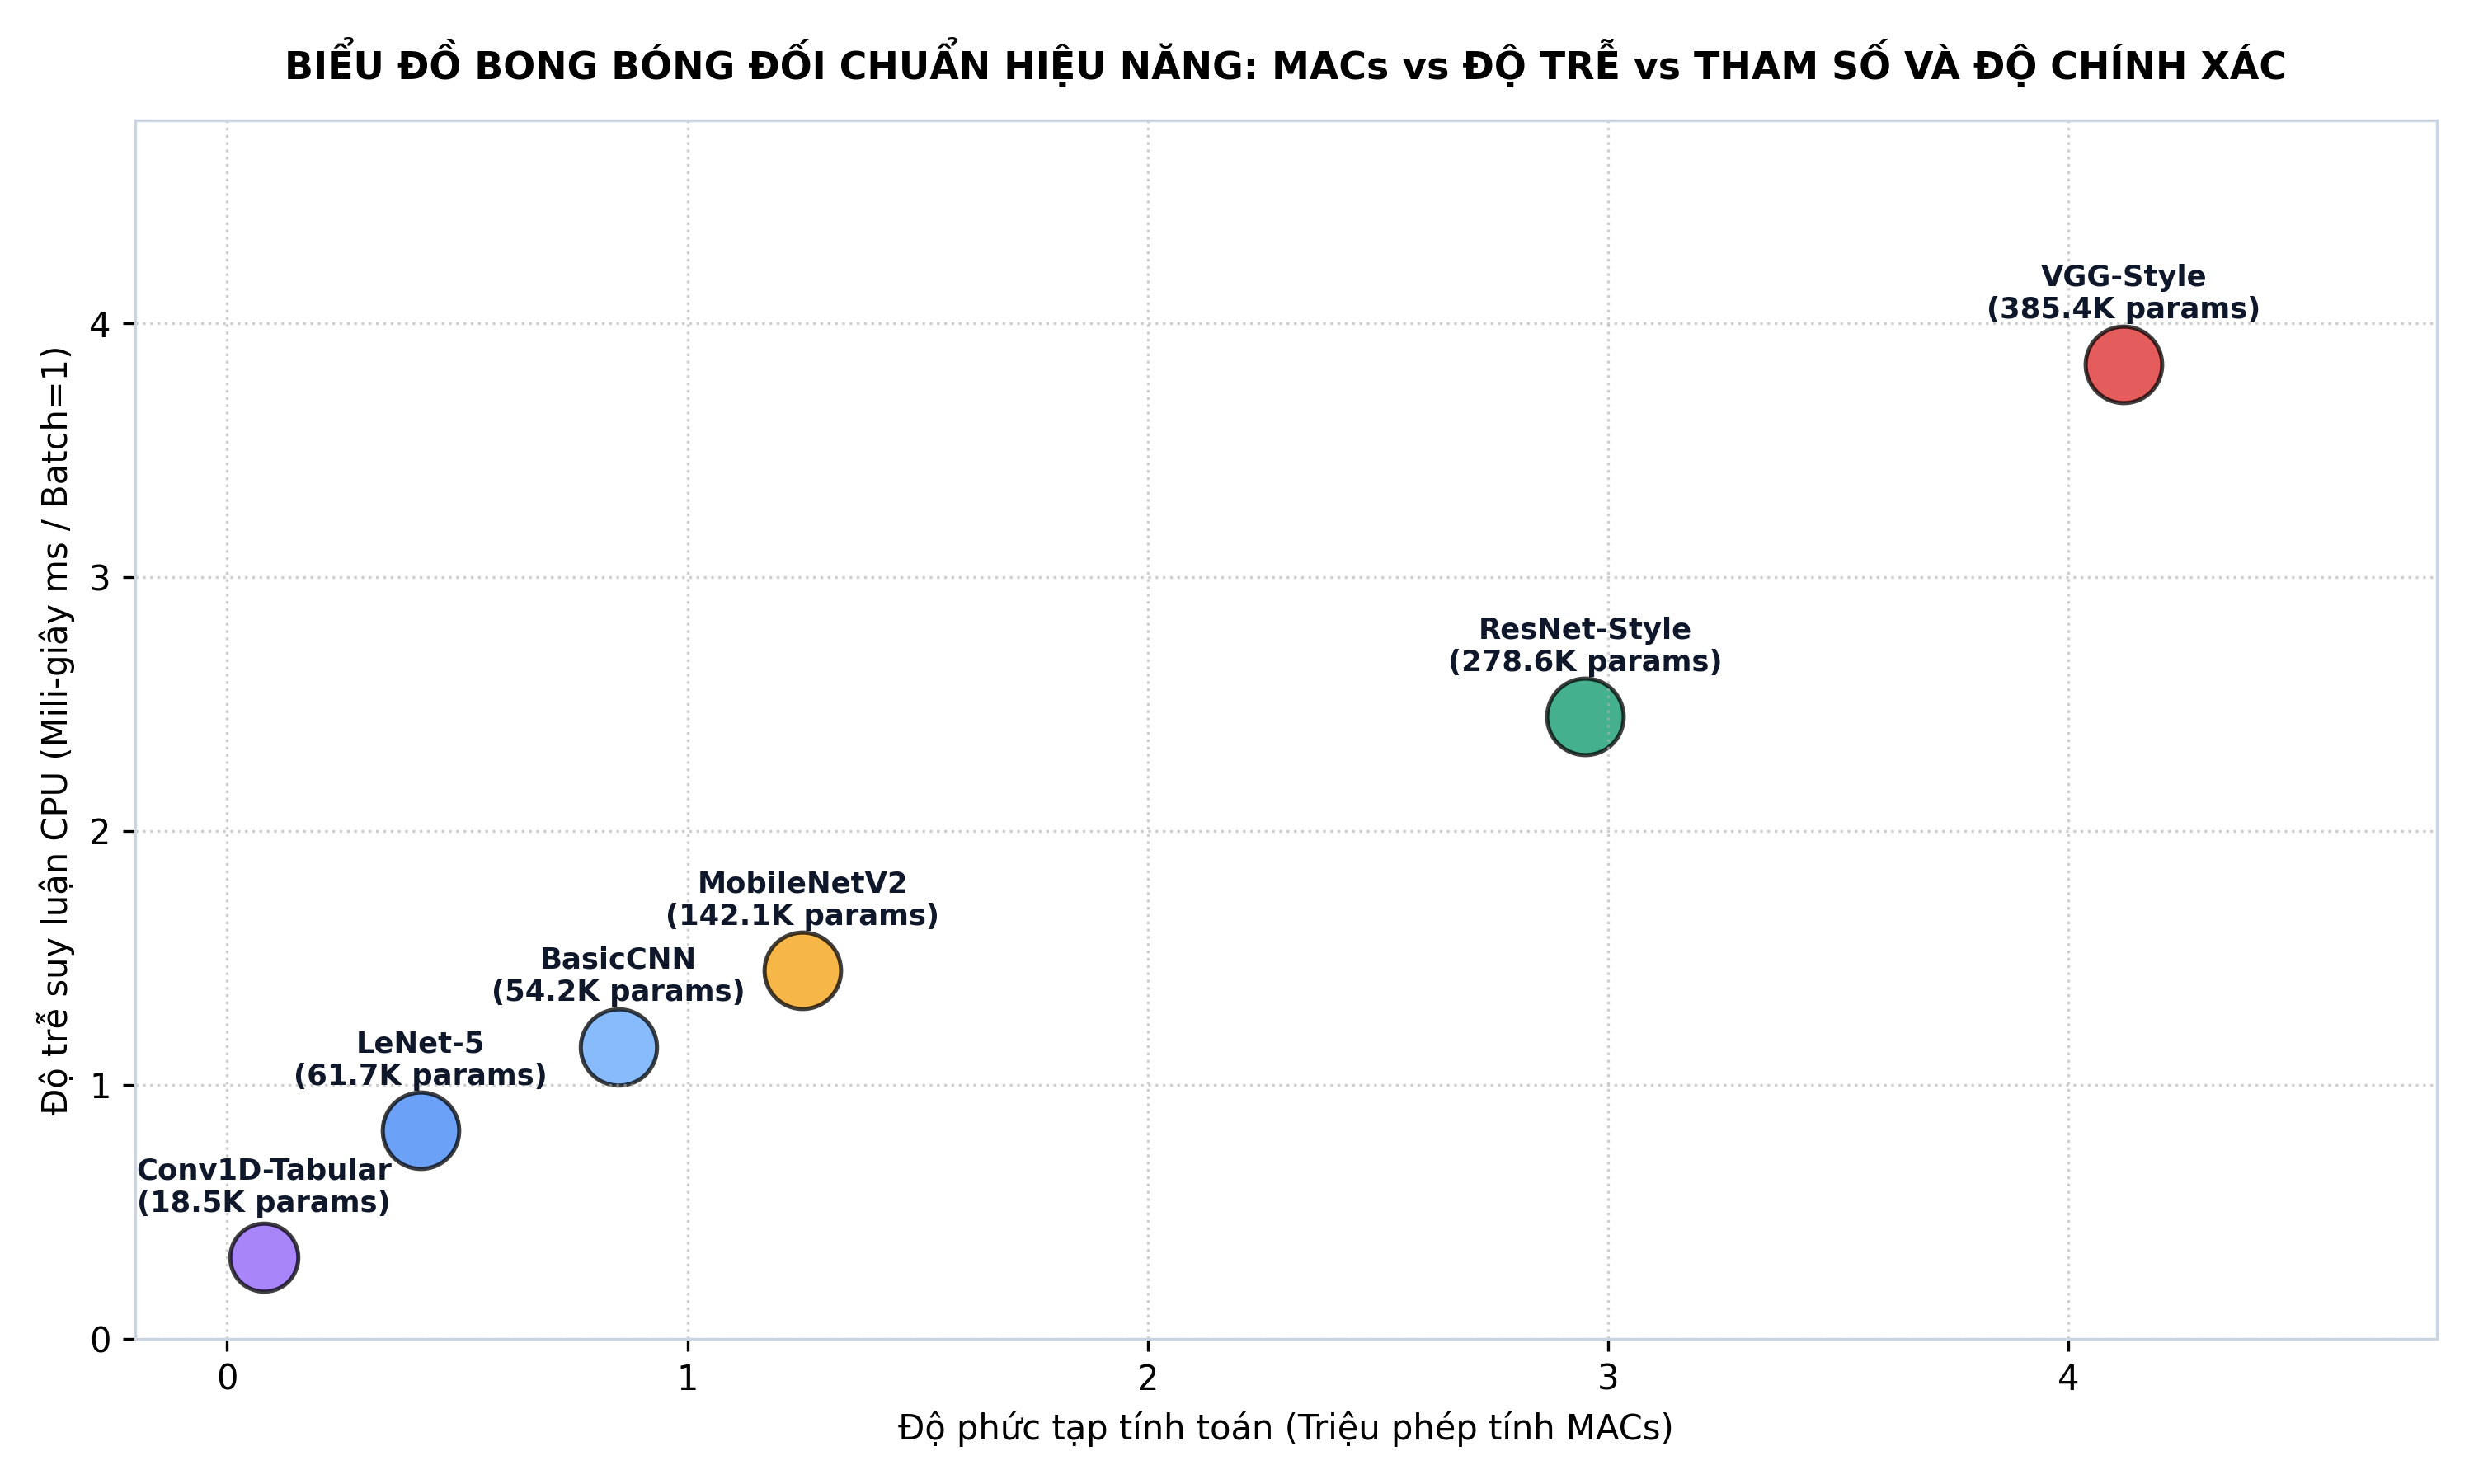 BIỂU ĐỒ BONG BÓNG ĐỐI CHUẨN HIỆU NĂNG: MACs vs ĐỘ TRỄ vs THAM SỐ VÀ ĐỘ CHÍNH XÁC
Độ trễ suy luận CPU (Mili-giây ms / Batch=1)
4
3
2
1
0
VGG-Style
(385.4K params)
ResNet-Style
(278.6K params)
MobileNetV2
(142.1K params)
BasicCNN
(54.2K params)
LeNet-5
(61.7K params)
Conv1D-Tabular
(18.5K params)
0
1
2
3
4
Độ phức tạp tính toán (Triệu phép tính MACs)